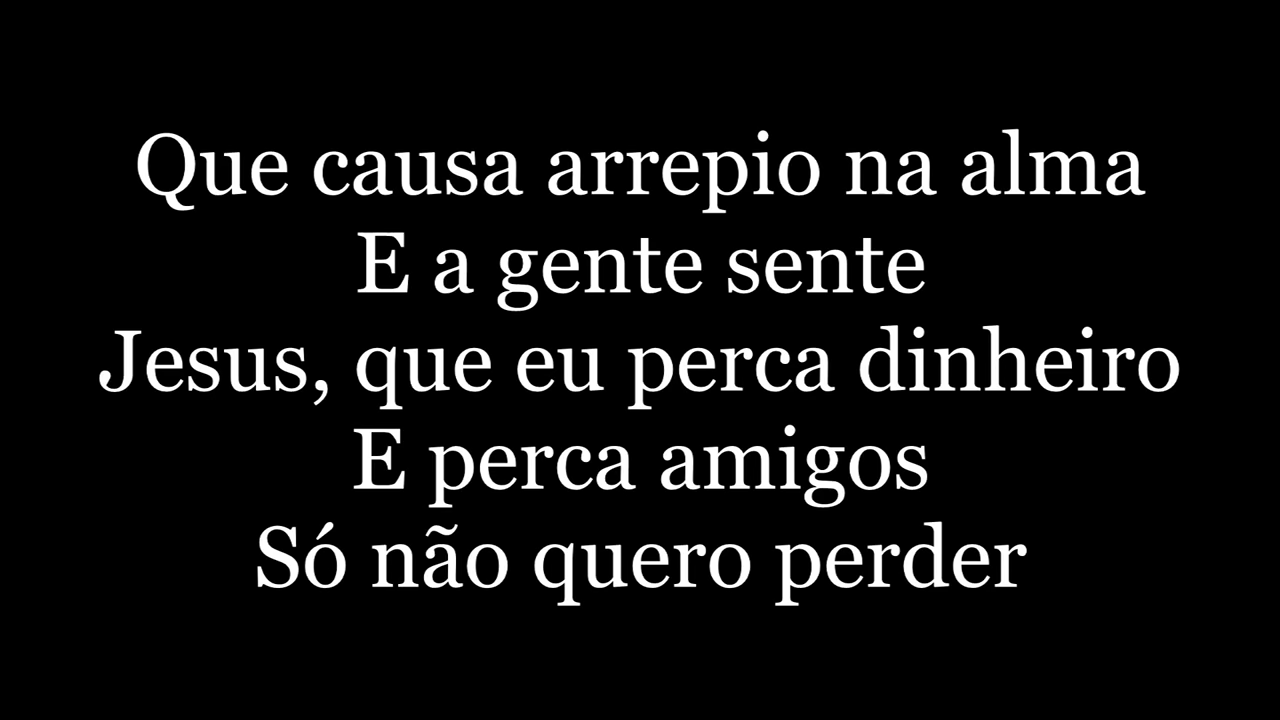 Que causa arrepio na alma
E a gente sente
Jesus, que eu perca dinheiro
E perca amigos
Só não quero perder